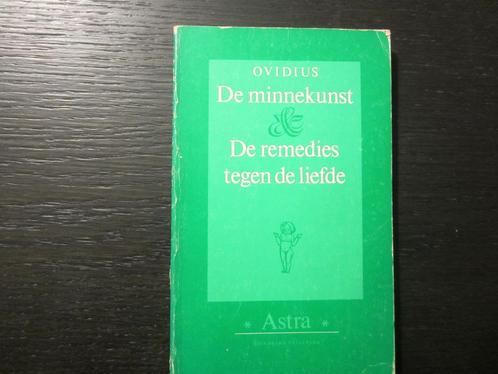 OVIDIUS
De minnekunst
&
De remedies
tegen de liefde
* Astra *